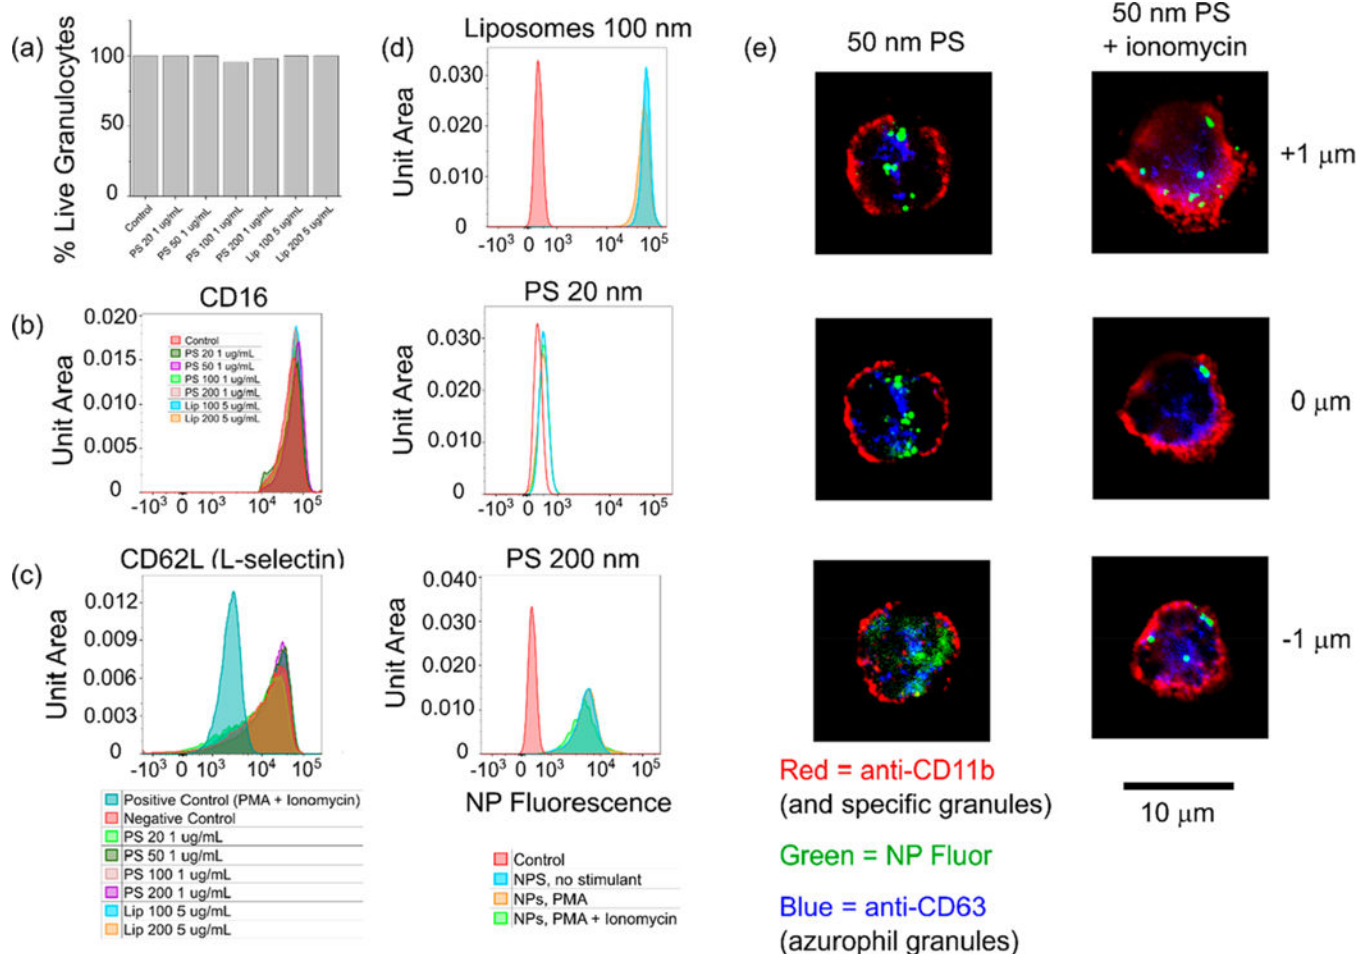 (a)
% Live Granulocytes
100
50
0
Control
PS 20 1 ug/mL
PS 50 1 ug/mL
PS 100 1 ug/mL
PS 200 1 ug/mL
Lip 100 5 ug/mL
Lip 200 5 ug/mL
(b)
CD16
Unit Area
0.020
0.015
0.010
0.005
0
-10³ 0 10³ 10⁴ 10⁵
Control
PS 20 1 ug/mL
PS 50 1 ug/mL
PS 100 1 ug/mL
PS 200 1 ug/mL
Lip 100 5 ug/mL
Lip 200 5 ug/mL
(c)
CD62L (L-selectin)
Unit Area
0.012
0.009
0.006
0.003
0
-10³ 0 10³ 10⁴ 10⁵
Positive Control (PMA + Ionomycin)
Negative Control
PS 20 1 ug/mL
PS 50 1 ug/mL
PS 100 1 ug/mL
PS 200 1 ug/mL
Lip 100 5 ug/mL
Lip 200 5 ug/mL
(d)
Liposomes 100 nm
Unit Area
0.030
0.020
0.010
0
-10³ 0 10³ 10⁴ 10⁵
PS 20 nm
Unit Area
0.030
0.020
0.010
0
-10³ 0 10³ 10⁴ 10⁵
PS 200 nm
Unit Area
0.040
0.030
0.020
0.010
0
-10³ 0 10³ 10⁴ 10⁵
NP Fluorescence
Control
NPS, no stimulant
NPs, PMA
NPs, PMA + Ionomycin
(e)
50 nm PS
50 nm PS
+ ionomycin
+1 µm
0 µm
-1 µm
Red = anti-CD11b
(and specific granules)
Green = NP Fluor
Blue = anti-CD63
(azurophil granules)
10 µm